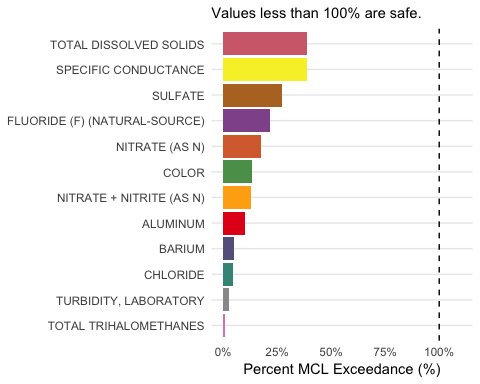 Values less than 100% are safe.
TOTAL DISSOLVED SOLIDS
SPECIFIC CONDUCTANCE
SULFATE
FLUORIDE (F) (NATURAL-SOURCE)
NITRATE (AS N)
COLOR
NITRATE + NITRITE (AS N)
ALUMINUM
BARIUM
CHLORIDE
TURBIDITY, LABORATORY
TOTAL TRIHALOMETHANES
0% 25% 50% 75% 100%
Percent MCL Exceedance (%)